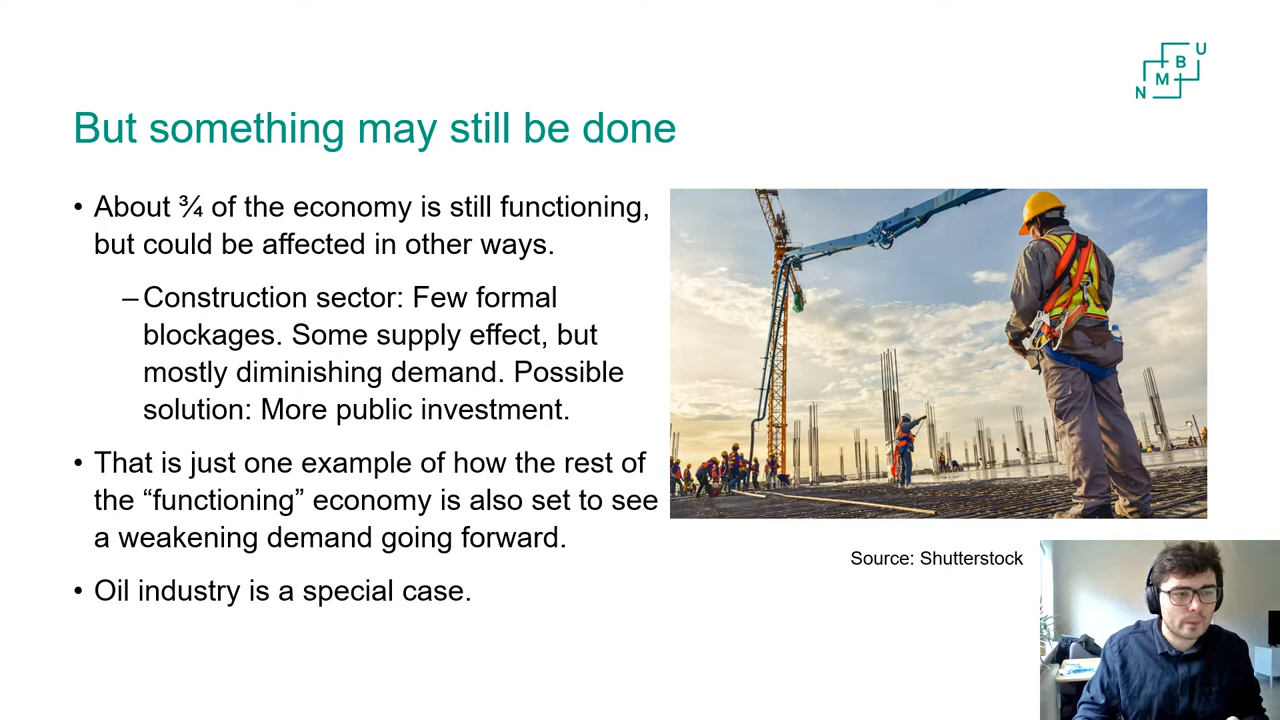 N M B U
But something may still be done
• About ¾ of the economy is still functioning,
but could be affected in other ways.
– Construction sector: Few formal
blockages. Some supply effect, but
mostly diminishing demand. Possible
solution: More public investment.
• That is just one example of how the rest of
the “functioning” economy is also set to see
a weakening demand going forward.
• Oil industry is a special case.
Source: Shutterstock